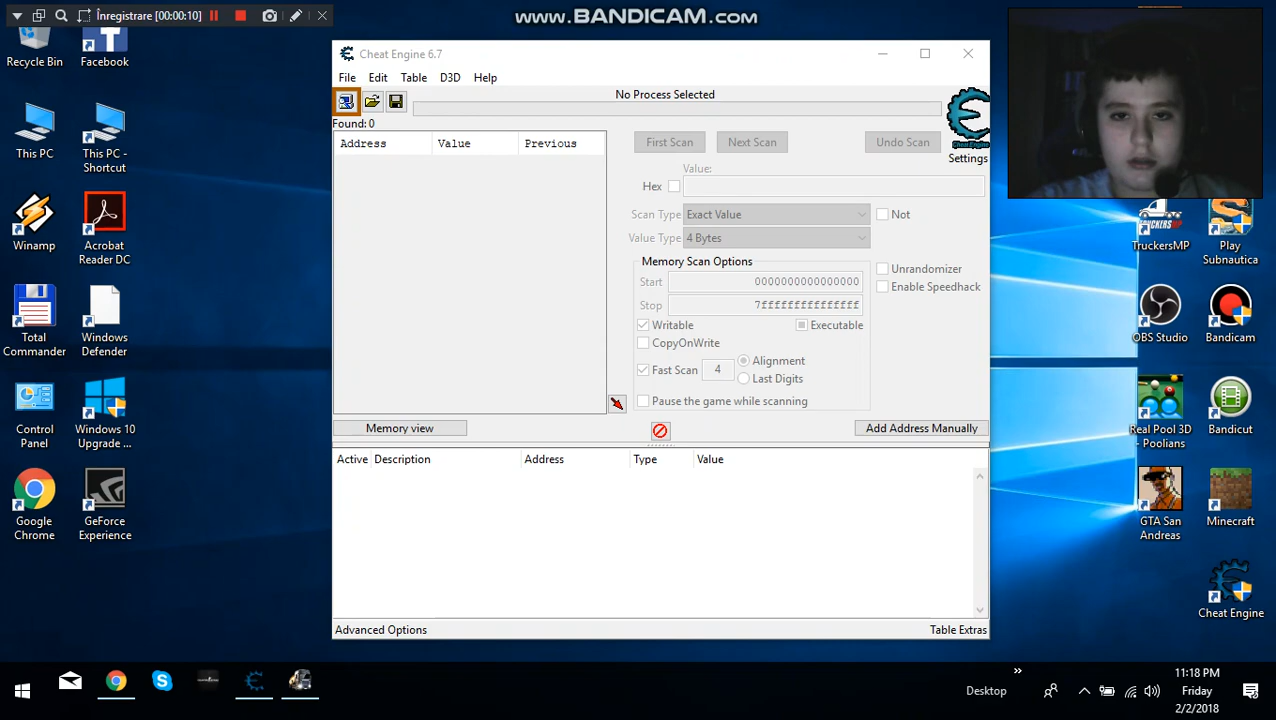 Înregistrare [00:00:10]
www.BANDICAM.com
Recycle Bin
Facebook
This PC
This PC -
Shortcut
Winamp
Acrobat
Reader DC
Total
Commander
Windows
Defender
Control
Panel
Windows 10
Upgrade ...
Google
Chrome
GeForce
Experience
Cheat Engine 6.7
File Edit Table D3D Help
No Process Selected
Found: 0
Address Value Previous
First Scan Next Scan Undo Scan
Cheat Engine
Settings
Value:
Hex
Scan Type Exact Value Not
Value Type 4 Bytes
Memory Scan Options
Start 0000000000000000
Stop 7fffffffffffffff
Unrandomizer
Enable Speedhack
Writable Executable
CopyOnWrite
Fast Scan 4 Alignment
Last Digits
Pause the game while scanning
Memory view Add Address Manually
Active Description Address Type Value
Advanced Options Table Extras
TruckersMP
Play
Subnautica
OBS Studio
Bandicam
Real Pool 3D
- Poolians
Bandicut
GTA San
Andreas
Minecraft
Cheat Engine
Desktop
11:18 PM
Friday
2/2/2018